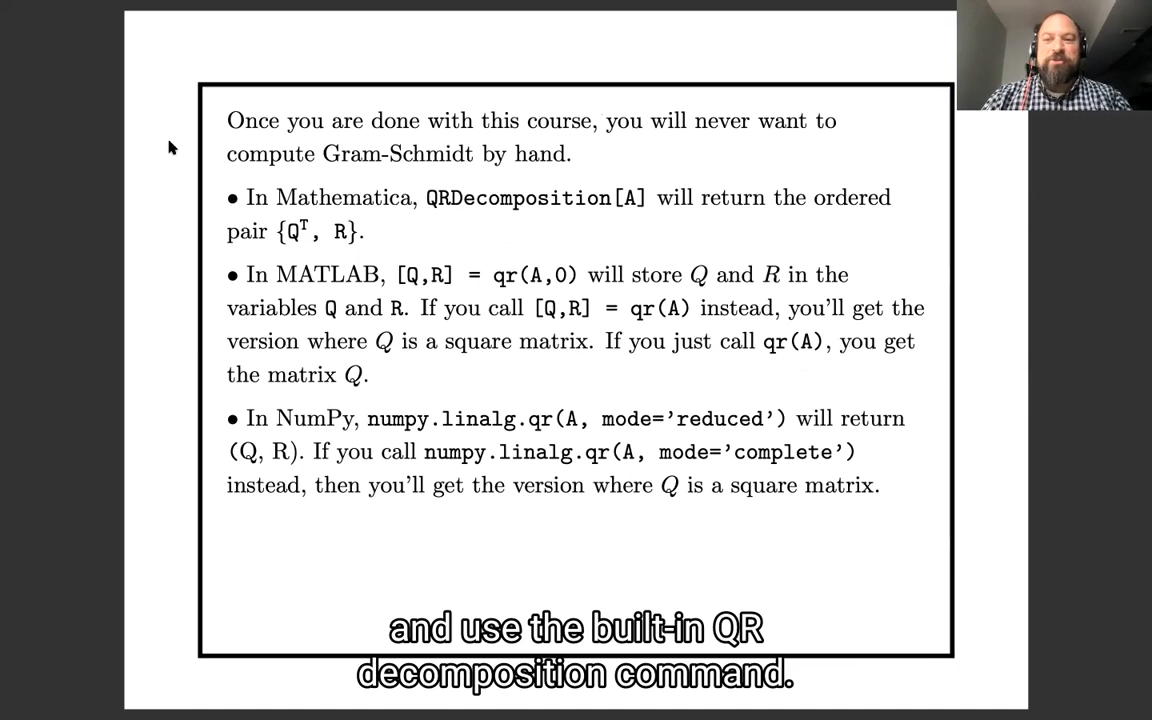 Once you are done with this course, you will never want to
compute Gram-Schmidt by hand.
• In Mathematica, QRDecomposition[A] will return the ordered
pair {Qᵀ, R}.
• In MATLAB, [Q,R] = qr(A,0) will store Q and R in the
variables Q and R. If you call [Q,R] = qr(A) instead, you'll get the
version where Q is a square matrix. If you just call qr(A), you get
the matrix Q.
• In NumPy, numpy.linalg.qr(A, mode='reduced') will return
(Q, R). If you call numpy.linalg.qr(A, mode='complete')
instead, then you'll get the version where Q is a square matrix.
and use the built-in QR
decomposition command.